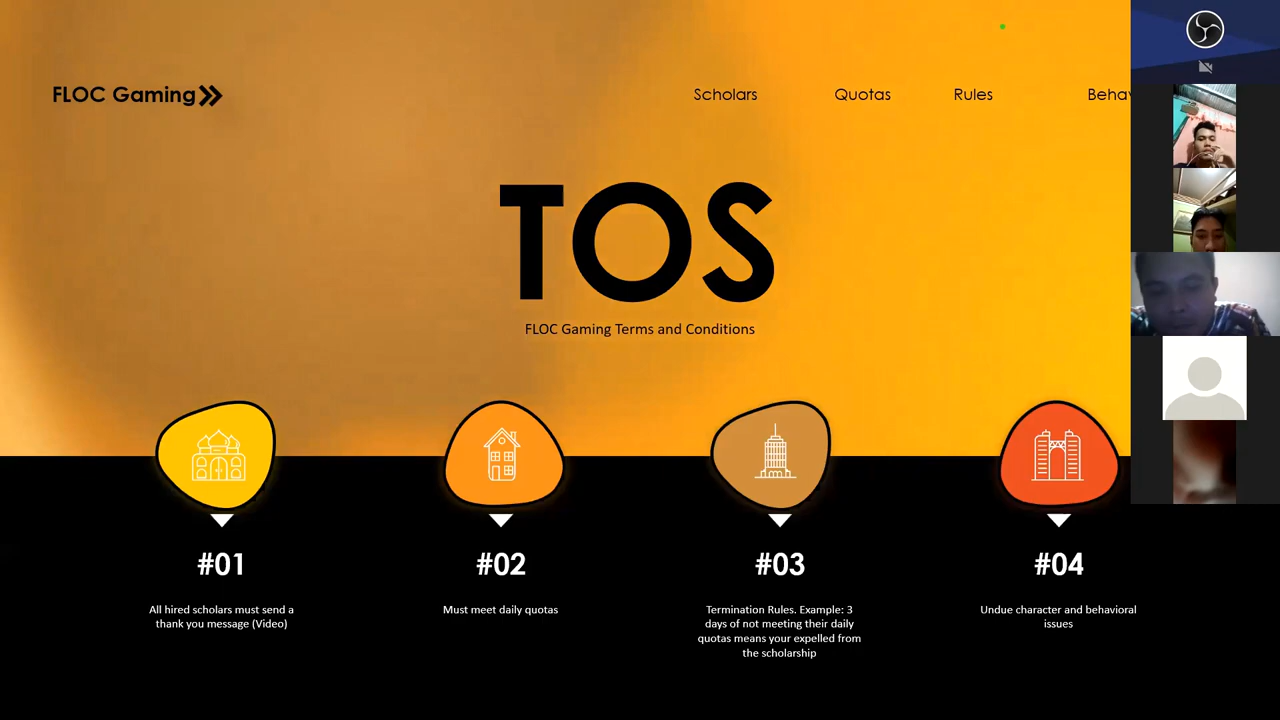 FLOC Gaming
Scholars
Quotas
Rules
Behav
TOS
FLOC Gaming Terms and Conditions
#01
All hired scholars must send a
thank you message (Video)
#02
Must meet daily quotas
#03
Termination Rules. Example: 3
days of not meeting their daily
quotas means your expelled from
the scholarship
#04
Undue character and behavioral
issues